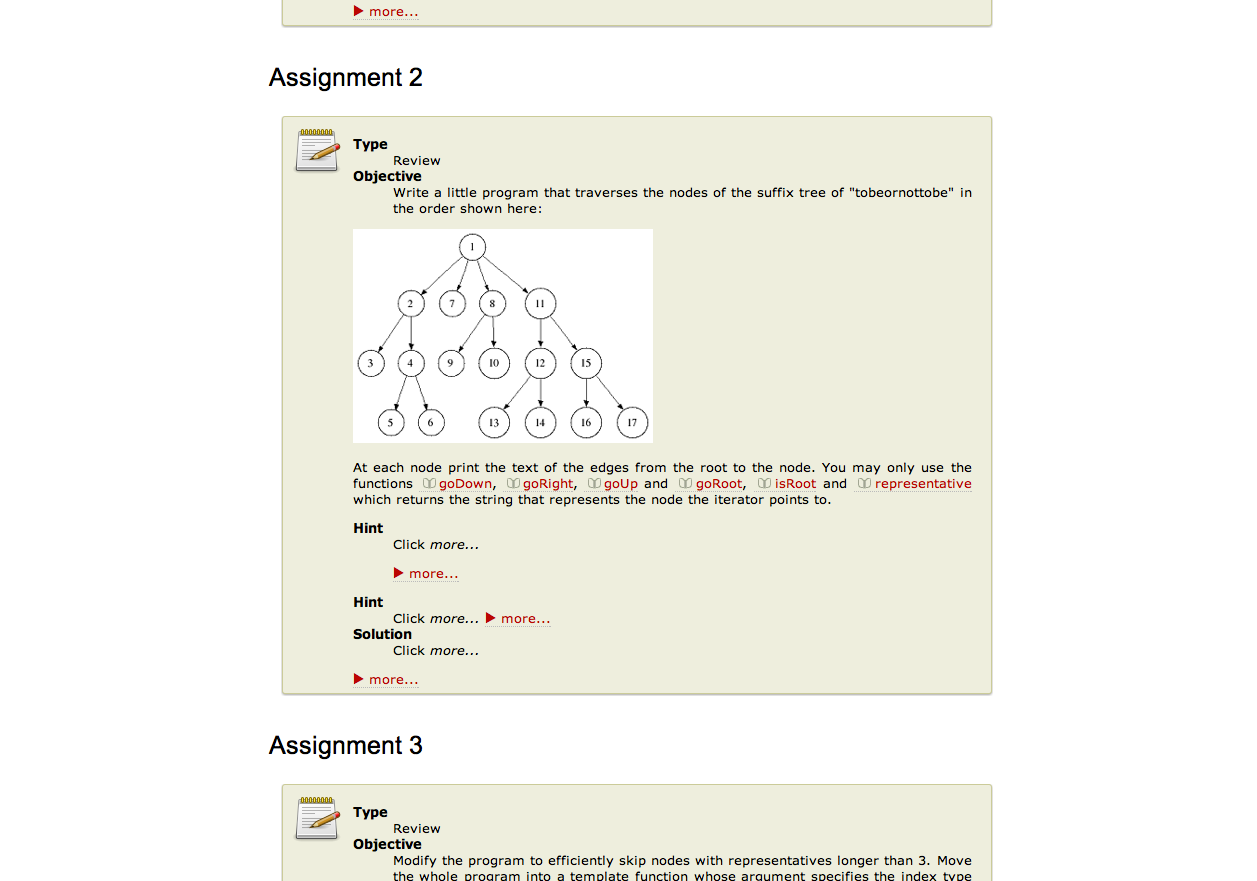 ▶ more...
Assignment 2
Type
Review
Objective
Write a little program that traverses the nodes of the suffix tree of "tobeornottobe" in
the order shown here:
1
2 7 8 11
3 4 9 10 12 15
5 6 13 14 16 17
At each node print the text of the edges from the root to the node. You may only use the
functions goDown, goRight, goUp and goRoot, isRoot and representative
which returns the string that represents the node the iterator points to.
Hint
Click more...
▶ more...
Hint
Click more... ▶ more...
Solution
Click more...
▶ more...
Assignment 3
Type
Review
Objective
Modify the program to efficiently skip nodes with representatives longer than 3. Move
the whole program into a template function whose argument specifies the index type